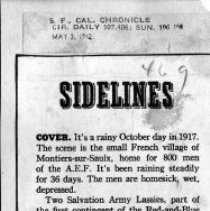 S. F., CAL. CHRONICLE
CIR. DAILY 107,406; SUN. 190
MAY 3, 
469
SIDELINES
COVER. It's a rainy October day in 1917.
The scene is the small French village of
Montiers-sur-Saulx, home for 800 men
of the A.E.F. It's been raining steadily
for 36 days. The men are homesick, wet,
depressed.
Two Salvation Army Lassies, part of
the first contingent of the Red-and-Blue